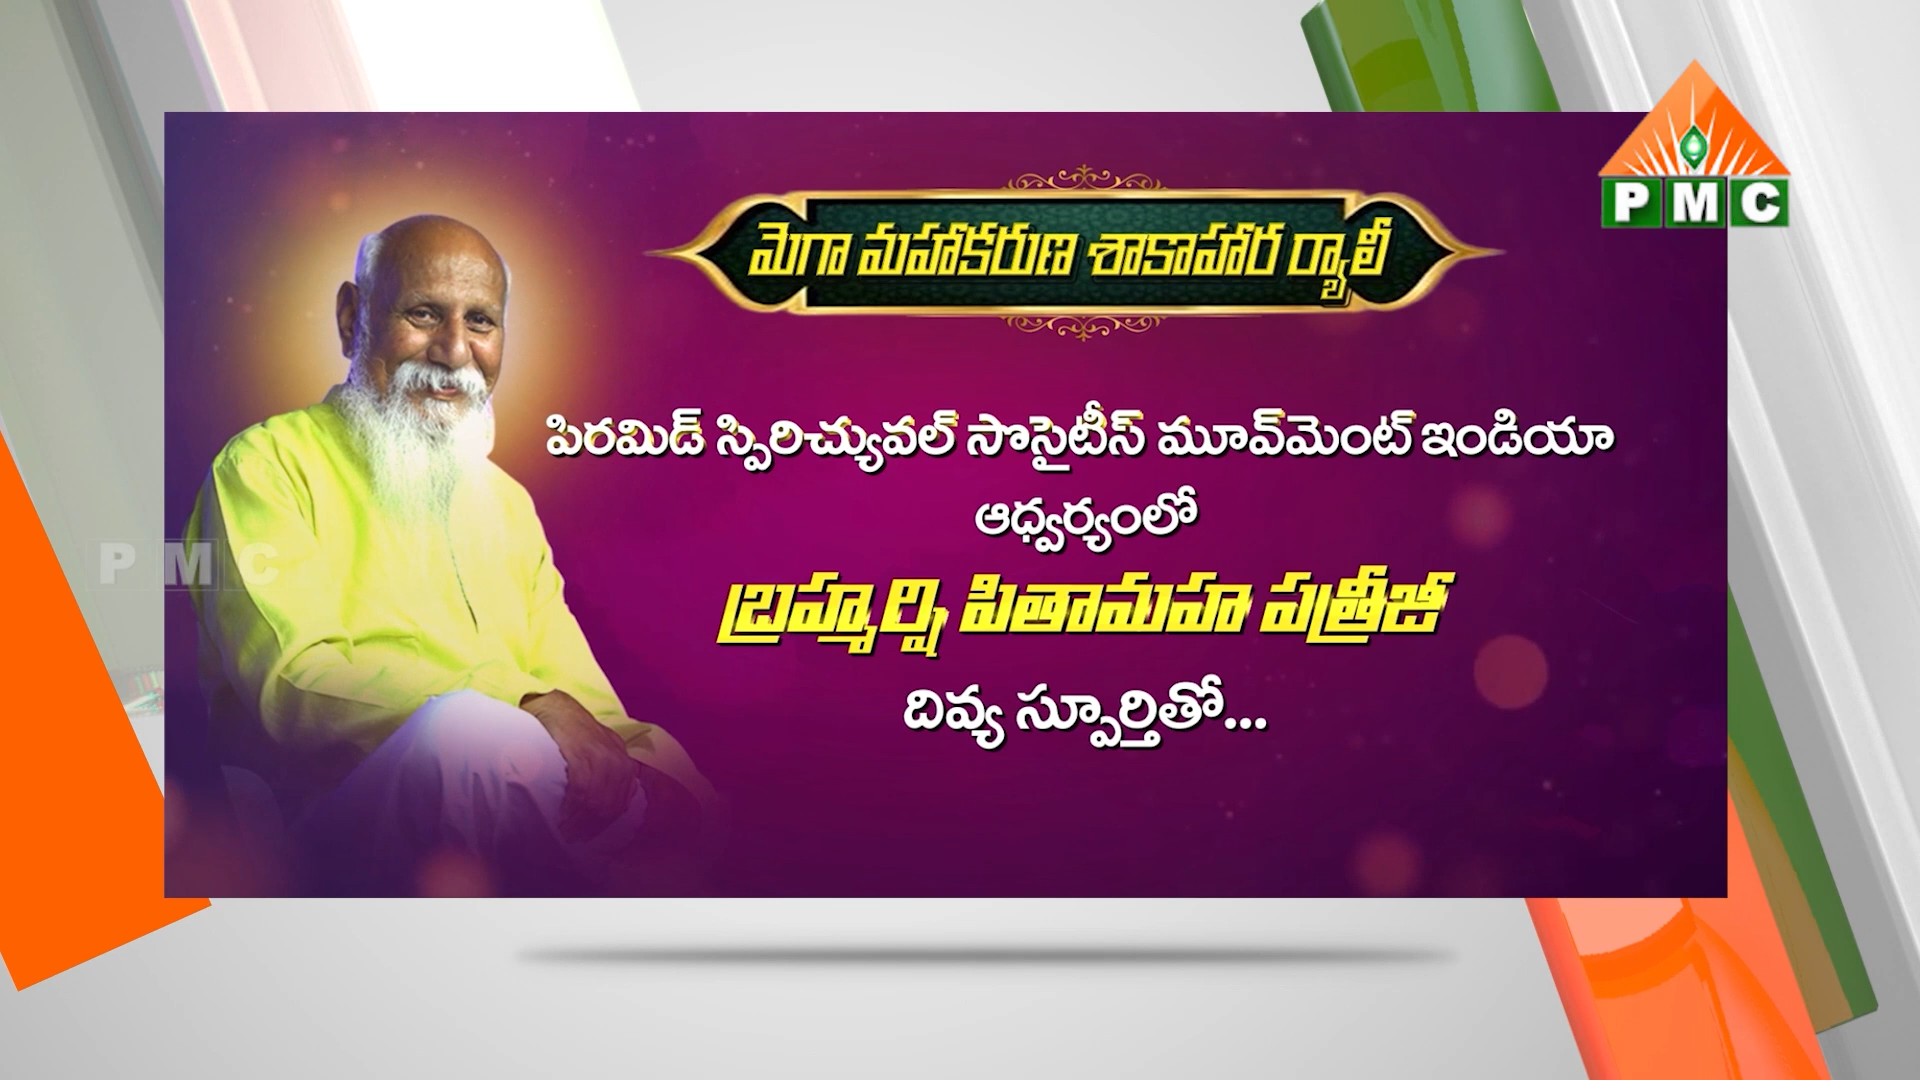 PMC
మెగా మహాకరుణ శాకాహార ర్యాలీ
పిరమిడ్ స్పిరిచ్యువల్ సొసైటీస్ మూవ్‌మెంట్ ఇండియా
ఆధ్వర్యంలో
బ్రహ్మర్షి పితామహ పత్రీజీ
దివ్య స్ఫూర్తితో...
PMC